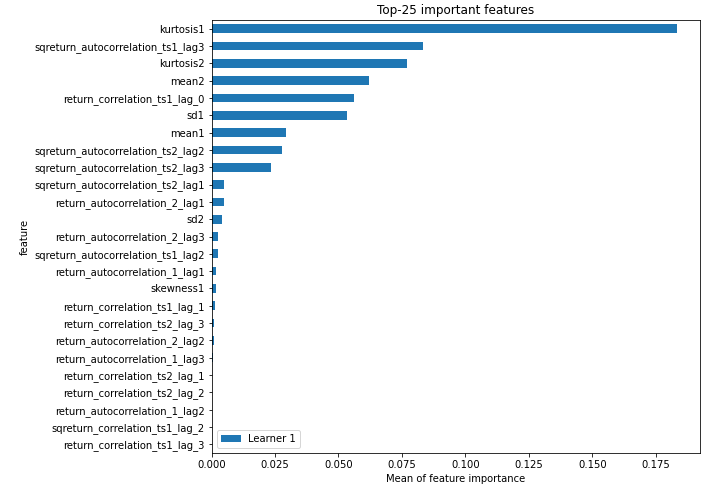 Top-25 important features
kurtosis1
sqreturn_autocorrelation_ts1_lag3
kurtosis2
mean2
return_correlation_ts1_lag_0
sd1
mean1
sqreturn_autocorrelation_ts2_lag2
sqreturn_autocorrelation_ts2_lag3
sqreturn_autocorrelation_ts2_lag1
return_autocorrelation_2_lag1
sd2
return_autocorrelation_2_lag3
sqreturn_autocorrelation_ts1_lag2
return_autocorrelation_1_lag1
skewness1
return_correlation_ts1_lag_1
return_correlation_ts2_lag_3
return_autocorrelation_2_lag2
return_autocorrelation_1_lag3
return_correlation_ts2_lag_1
return_correlation_ts2_lag_2
return_autocorrelation_1_lag2
sqreturn_correlation_ts1_lag_2
return_correlation_ts1_lag_3
feature
Learner 1
0.000 0.025 0.050 0.075 0.100 0.125 0.150 0.175
Mean of feature importance